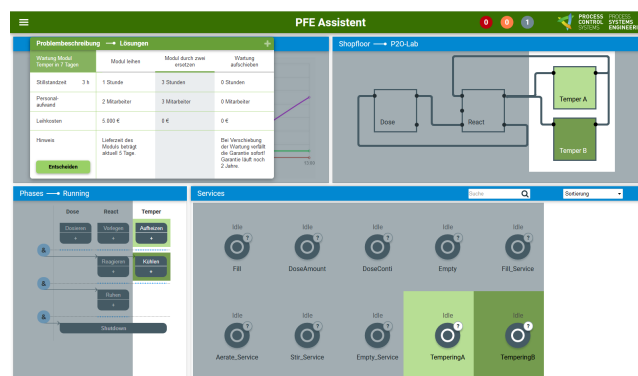 PFE Assistent
0 0 1
PROCESS PROCESS
CONTROL SYSTEMS
SYSTEMS ENGINEERI
Problembeschreibung → Lösungen +
Wartung Modul
Temper in 7 Tagen
Modul leihen
Modul durch zwei
ersetzen
Wartung
aufschieben
Stillstandzeit 3 h 1 Stunde 3 Stunden 0 Stunden
Personal-
aufwand
2 Mitarbeiter 3 Mitarbeiter 0 Mitarbeiter
Leihkosten 5.000 € 0 € 0 €
Hinweis
Lieferzeit des
Moduls beträgt
aktuell 5 Tage.
Bei Verschiebung
der Wartung verfällt
die Garantie sofort!
Garantie läuft noch
2 Jahre.
Entscheiden
Shopfloor → P2O-Lab
Dose React Temper A
Temper B
Phases → Running
Dose React Temper
Dosieren Vorlegen Aufheizen
+ + +
&
Reagieren Kühlen
+ +
&
Ruhen
+
&
Shutdown
Services Suche Sortierung
Idle Idle Idle Idle Idle
? ? ? ? ?
Fill DoseAmount DoseConti Empty Fill_Service
Idle Idle Idle Idle Idle
? ? ? ? ?
Aerate_Service Stir_Service Empty_Service TemperingA TemperingB